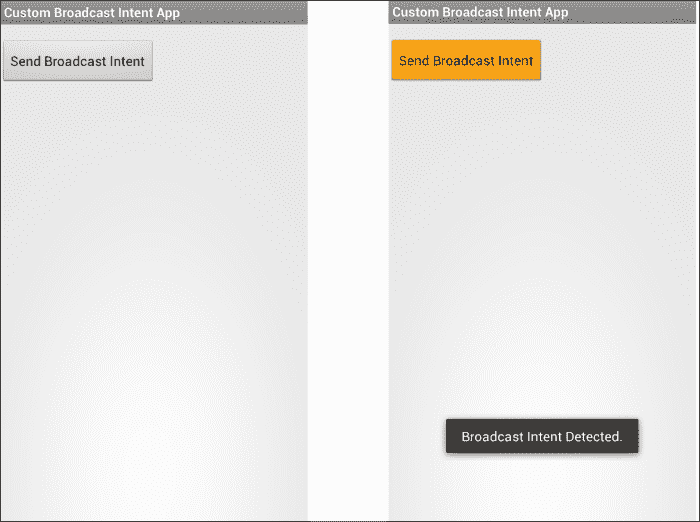 Custom Broadcast Intent App
Send Broadcast Intent
Custom Broadcast Intent App
Send Broadcast Intent
Broadcast Intent Detected.